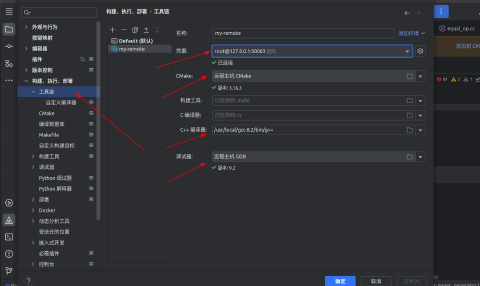 构建、执行、部署 › 工具链
外观与行为
按键映射
编辑器
插件
版本控制
构建、执行、部署
工具链
自定义编译器
CMake
编译数据库
Makefile
自定义构建目标
构建工具
调试器
Python 调试器
Python 解释器
部署
Docker
动态分析工具
受信任的位置
嵌入式开发
必需插件
控制台
Default (默认)
my-remote
名称:
my-remote
添加环境
凭据:
root@127.0.0.1:50003 密码
已连接
CMake:
远程主机 CMake
版本: 3.16.3
构建工具:
已检测到: make
C 编译器:
已检测到: cc
C++ 编译器:
/usr/local/gcc-8.2/bin/g++
调试器:
远程主机 GDB
版本: 9.2
?
确定
取消
应用(A)
equal_op.cc